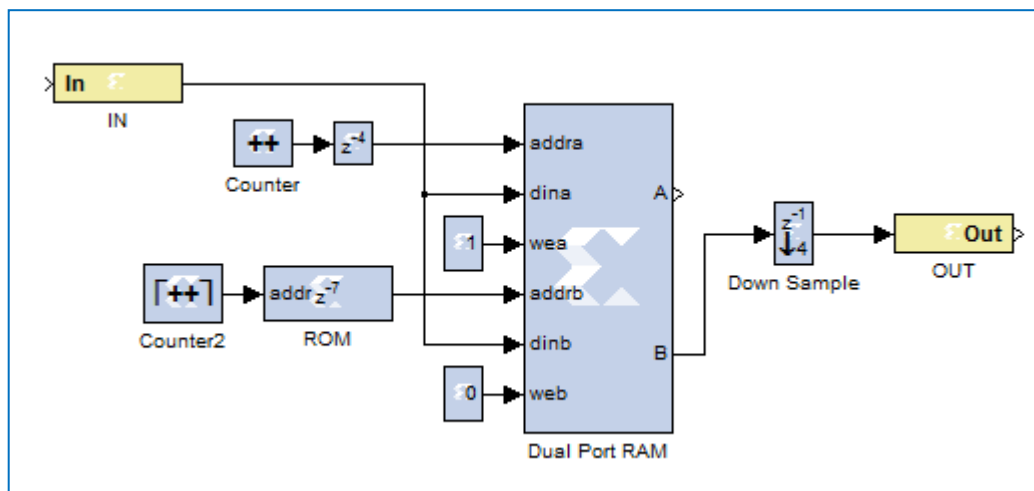 In
IN
++
Counter
z-4
addra
dina
A
1
wea
⌈++⌉
Counter2
addr z-7
ROM
addrb
dinb
B
0
web
Dual Port RAM
z-1
↓4
Down Sample
Out
OUT